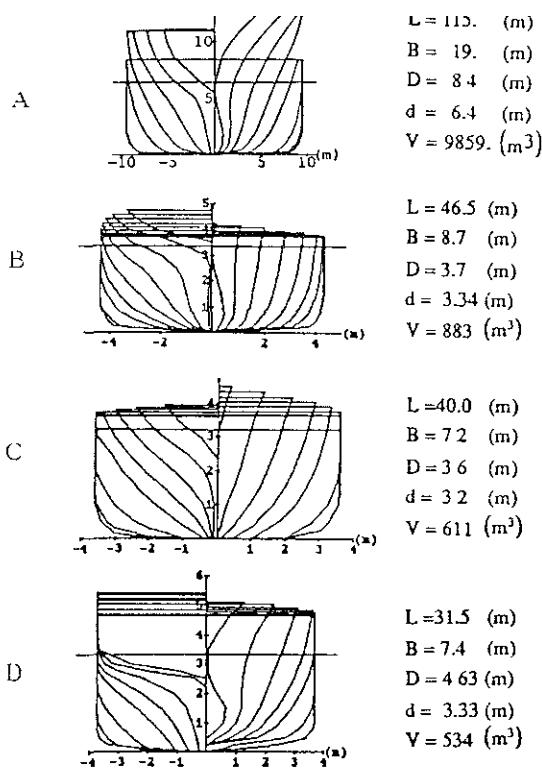 A
10
5
-10 -5 5 10 (m)
L = 115. (m)
B = 19. (m)
D = 8 4 (m)
d = 6.4 (m)
V = 9859. (m3)
B
5
3
2
1
-4 -2 2 4 (m)
L = 46.5 (m)
B = 8.7 (m)
D = 3.7 (m)
d = 3.34 (m)
V = 883 (m³)
C
4
3
2
1
-4 -3 -2 -1 1 2 3 4 (m)
L =40.0 (m)
B = 7 2 (m)
D = 3 6 (m)
d = 3 2 (m)
V = 611 (m³)
D
6
5
4
3
2
1
-4 -3 -2 -1 1 2 3 4 (m)
L =31.5 (m)
B = 7.4 (m)
D = 4 63 (m)
d = 3.33 (m)
V = 534 (m³)